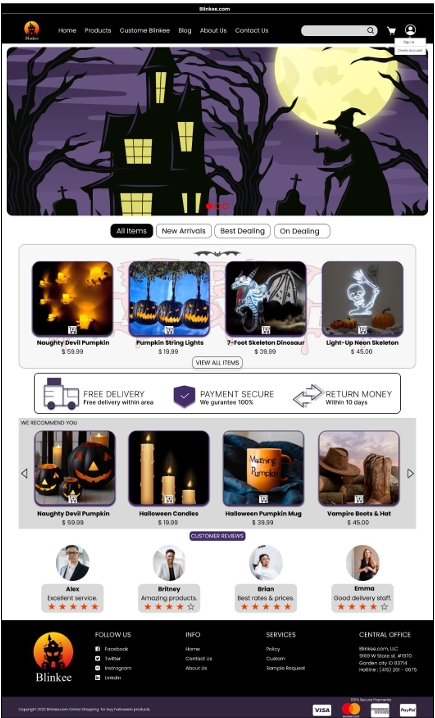 Blinkee.com
Blinkee
Home Products Custome Blinkee Blog About Us Contact Us
Sign In
Create Account
All Items New Arrivals Best Dealing On Dealing
Naughty Devil Pumpkin Pumpkin String Lights 7-Foot Skeleton Dinosaur Light-Up Neon Skeleton
$ 59.99 $ 19.99 $ 39.99 $ 45.00
VIEW ALL ITEMS
FREE DELIVERY PAYMENT SECURE RETURN MONEY
Free delivery within area We gurantee 100% Within 10 days
WE RECOMMEND YOU
Morning Pumpkin
Naughty Devil Pumpkin Halloween Candles Halloween Pumpkin Mug Vampire Boots & Hat
$ 59.99 $ 19.99 $ 39.99 $ 45.00
CUSTOMER REVIEWS
Alex Britney Brian Emma
Excellent service. Amazing products. Best rates & prices. Good delivery staff.
FOLLOW US INFO SERVICES CENTRAL OFFICE
Facebook Home Policy Blinkee.com, LLC
Twitter Contact Us Custom 9169 W State St. #1970
Instragram About Us Sample Request Garden city ID 83714
Linkdin Hotline : (415) 201 - 0675
Blinkee
100% Secure Payments
Copyright 2022 Blinkee.com Online Shopping for buy halloween products.
VISA PayPal